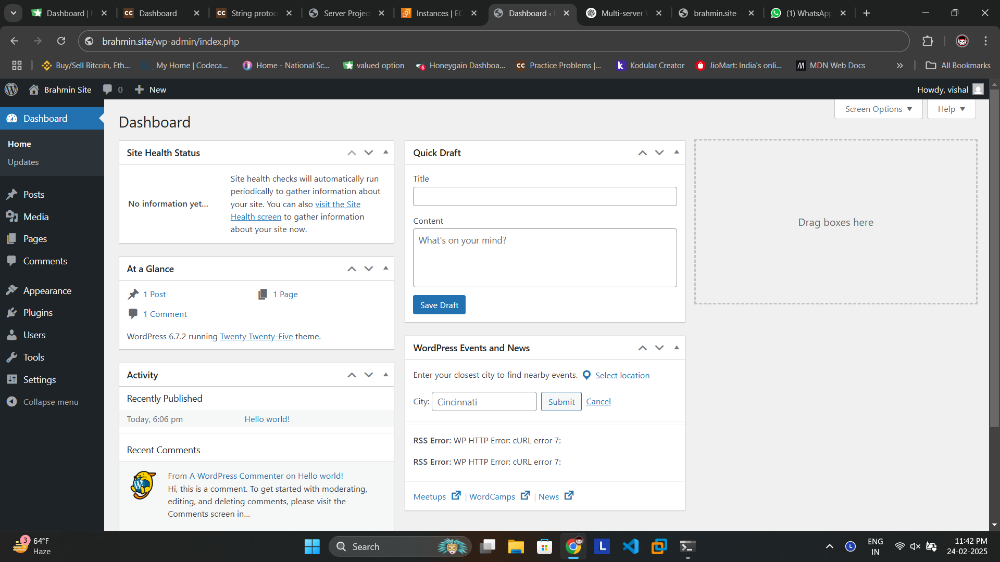 Dashboard |
Dashboard
String protoc
Server Project
Instances | EC
Dashboard ‹
Multi-server
brahmin.site
(1) WhatsApp
brahmin.site/wp-admin/index.php
Buy/Sell Bitcoin, Eth...
My Home | Codeca...
Home - National Sc...
valued option
Honeygain Dashboa...
Practice Problems |...
Kodular Creator
JioMart: India's onli...
MDN Web Docs
All Bookmarks
Brahmin Site
0
New
Howdy, vishal
Dashboard
Home
Updates
Posts
Media
Pages
Comments
Appearance
Plugins
Users
Tools
Settings
Collapse menu
Screen Options
Help
Dashboard
Site Health Status
No information yet...
Site health checks will automatically run
periodically to gather information about
your site. You can also visit the Site
Health screen to gather information
about your site now.
At a Glance
1 Post
1 Page
1 Comment
WordPress 6.7.2 running Twenty Twenty-Five theme.
Activity
Recently Published
Today, 6:06 pm
Hello world!
Recent Comments
From A WordPress Commenter on Hello world!
Hi, this is a comment. To get started with moderating,
editing, and deleting comments, please visit the
Comments screen in...
Quick Draft
Title
Content
What's on your mind?
Save Draft
WordPress Events and News
Enter your closest city to find nearby events.
Select location
City:
Cincinnati
Submit
Cancel
RSS Error: WP HTTP Error: cURL error 7:
RSS Error: WP HTTP Error: cURL error 7:
Meetups | WordCamps | News
Drag boxes here
3
64°F
Haze
Search
L
ENG
IN
11:42 PM
24-02-2025